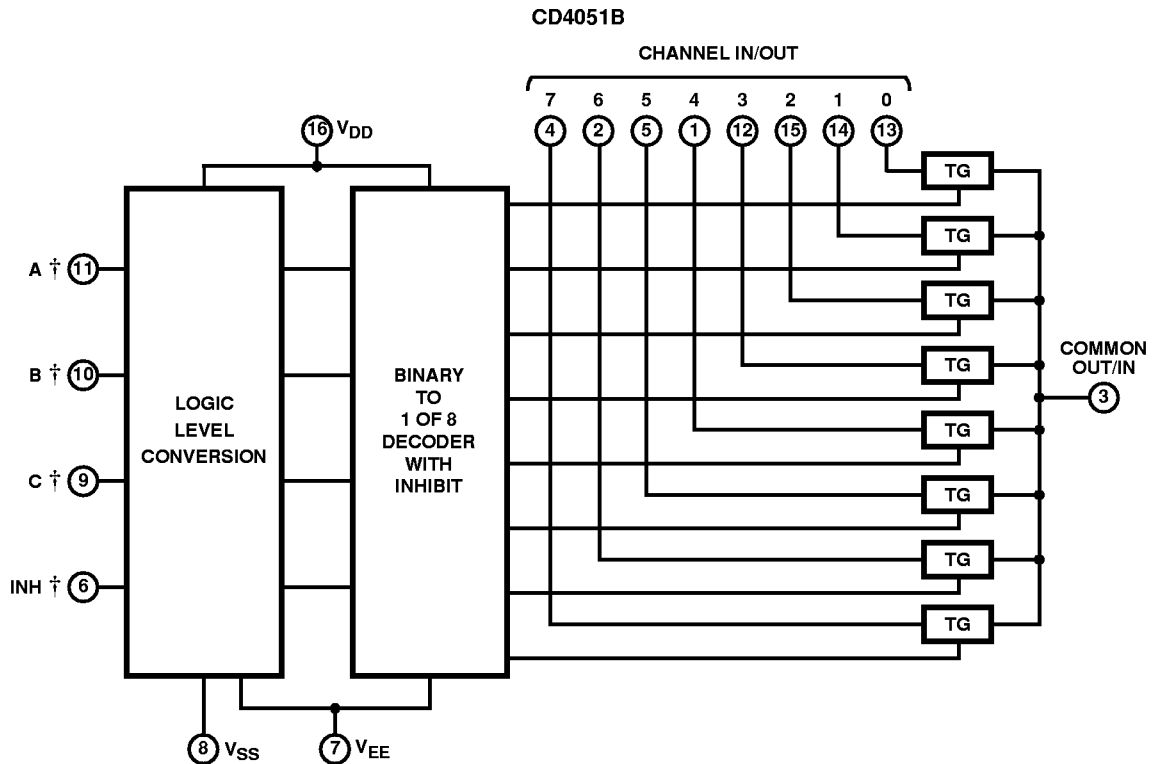 CD4051B
CHANNEL IN/OUT
7 6 5 4 3 2 1 0
4 2 5 1 12 15 14 13
16 VDD
TG
TG
TG
TG
TG
TG
TG
TG
A † 11
B † 10
C † 9
INH † 6
LOGIC
LEVEL
CONVERSION
BINARY
TO
1 OF 8
DECODER
WITH
INHIBIT
COMMON
OUT/IN
3
8 VSS
7 VEE